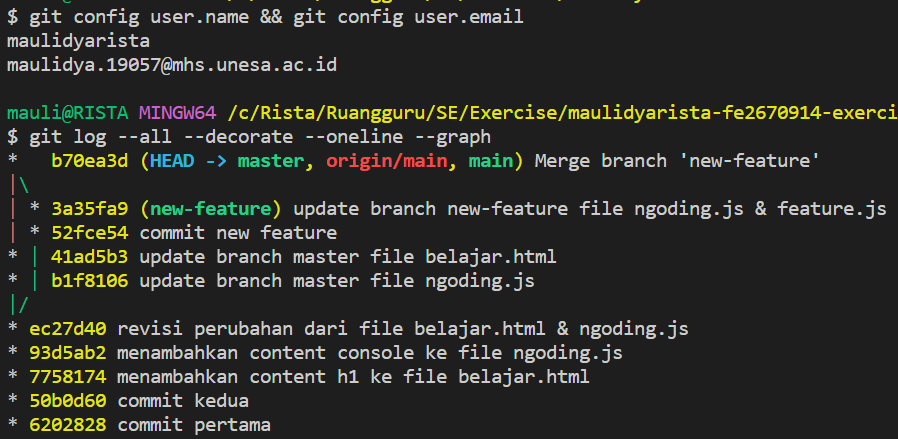 $ git config user.name && git config user.email
maulidyarista
maulidya.19057@mhs.unesa.ac.id
mauli@RISTA MINGW64 /c/Rista/Ruangguru/SE/Exercise/maulidyarista-fe2670914-exerci
$ git log --all --decorate --oneline --graph
*   b70ea3d (HEAD -> master, origin/main, main) Merge branch 'new-feature'
|\
| * 3a35fa9 (new-feature) update branch new-feature file ngoding.js & feature.js
| * 52fce54 commit new feature
* | 41ad5b3 update branch master file belajar.html
* | b1f8106 update branch master file ngoding.js
|/
* ec27d40 revisi perubahan dari file belajar.html & ngoding.js
* 93d5ab2 menambahkan content console ke file ngoding.js
* 7758174 menambahkan content h1 ke file belajar.html
* 50b0d60 commit kedua
* 6202828 commit pertama